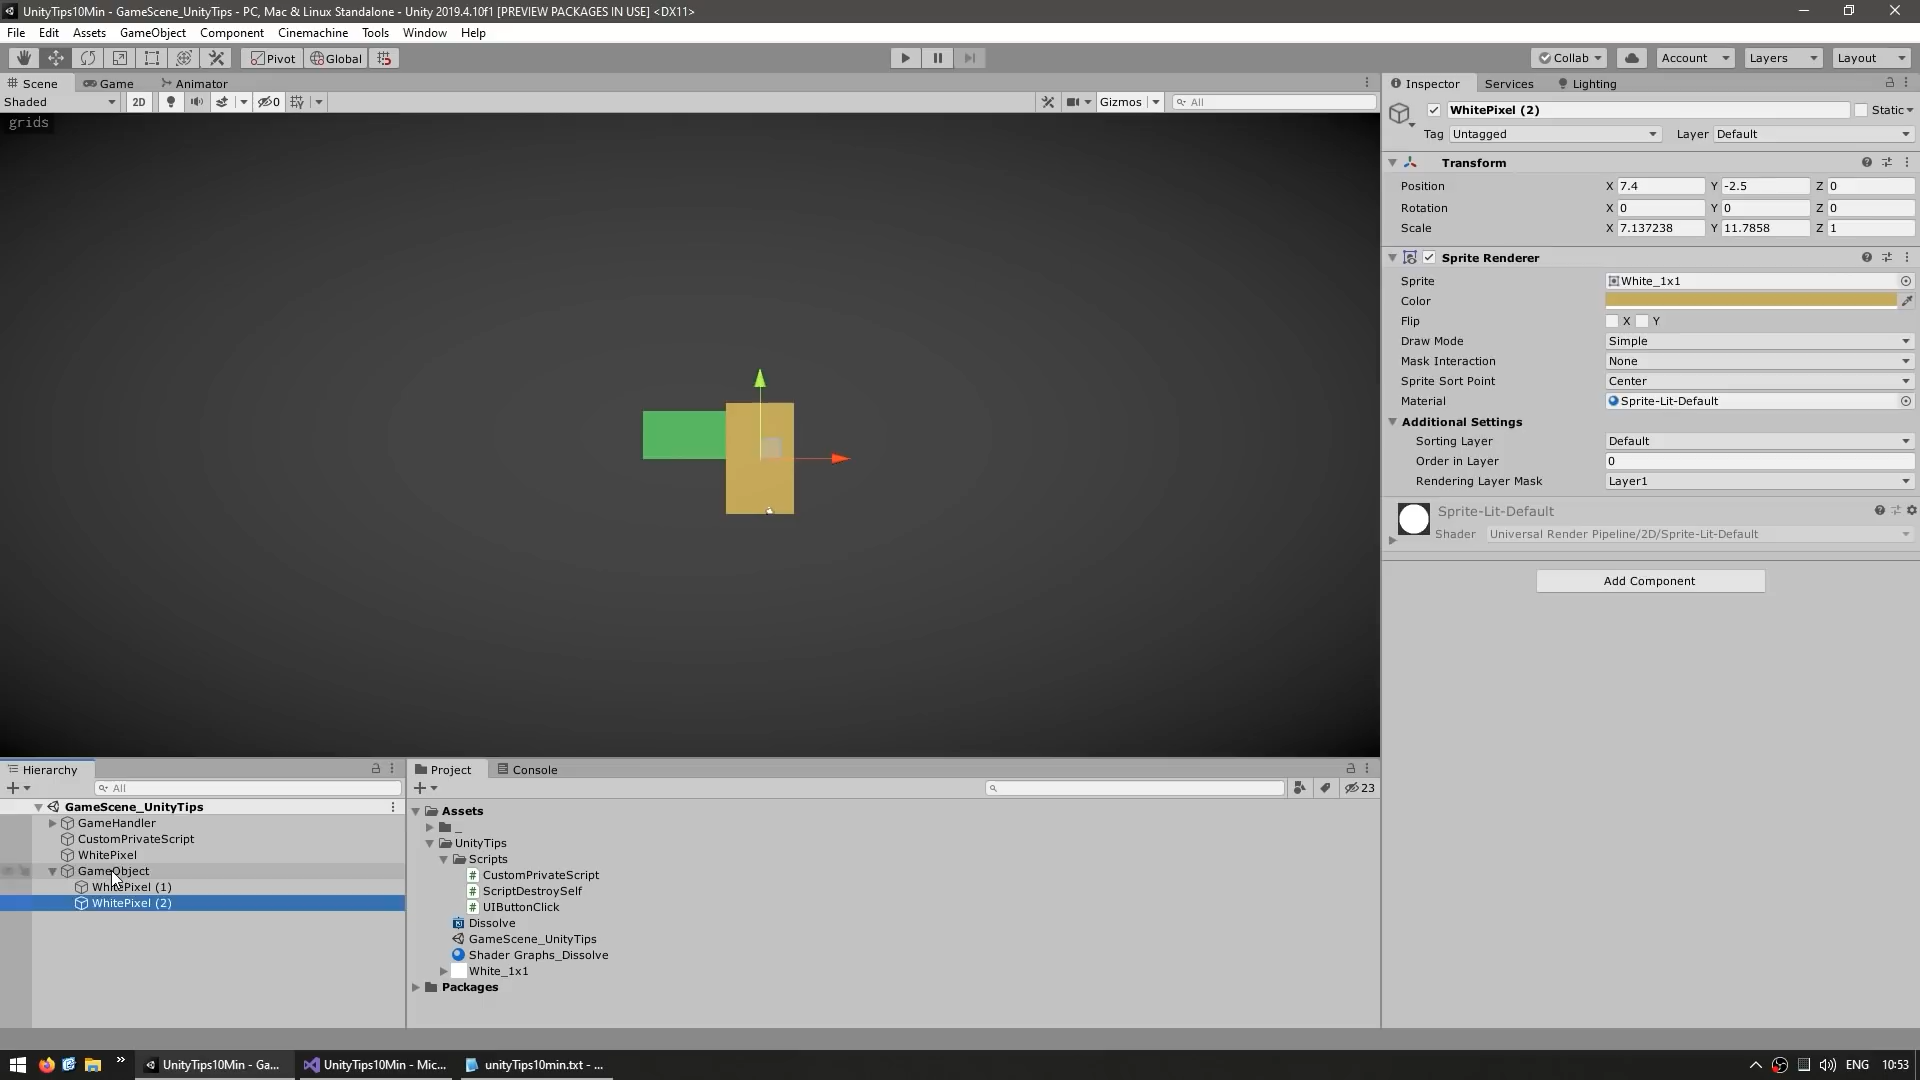 UnityTips10Min - GameScene_UnityTips - PC, Mac & Linux Standalone - Unity 2019.4.10f1 [PREVIEW PACKAGES IN USE] <DX11>
File Edit Assets GameObject Component Cinemachine Tools Window Help
Pivot Global Collab Account Layers Layout
Scene Game Animator
Shaded 2D 0 Gizmos All
grids
Inspector Services Lighting
WhitePixel (2) Static
Tag Untagged Layer Default
Transform
Position X 7.4 Y -2.5 Z 0
Rotation X 0 Y 0 Z 0
Scale X 7.137238 Y 11.7858 Z 1
Sprite Renderer
Sprite White_1x1
Color
Flip X Y
Draw Mode Simple
Mask Interaction None
Sprite Sort Point Center
Material Sprite-Lit-Default
Additional Settings
Sorting Layer Default
Order in Layer 0
Rendering Layer Mask Layer1
Sprite-Lit-Default
Shader Universal Render Pipeline/2D/Sprite-Lit-Default
Add Component
Hierarchy
All
GameScene_UnityTips
GameHandler
CustomPrivateScript
WhitePixel
GameObject
WhitePixel (1)
WhitePixel (2)
Project Console
23
Assets
_
UnityTips
Scripts
CustomPrivateScript
ScriptDestroySelf
UIButtonClick
Dissolve
GameScene_UnityTips
Shader Graphs_Dissolve
White_1x1
Packages
UnityTips10Min - Ga... UnityTips10Min - Mic... unityTips10min.txt - ... ENG 10:53